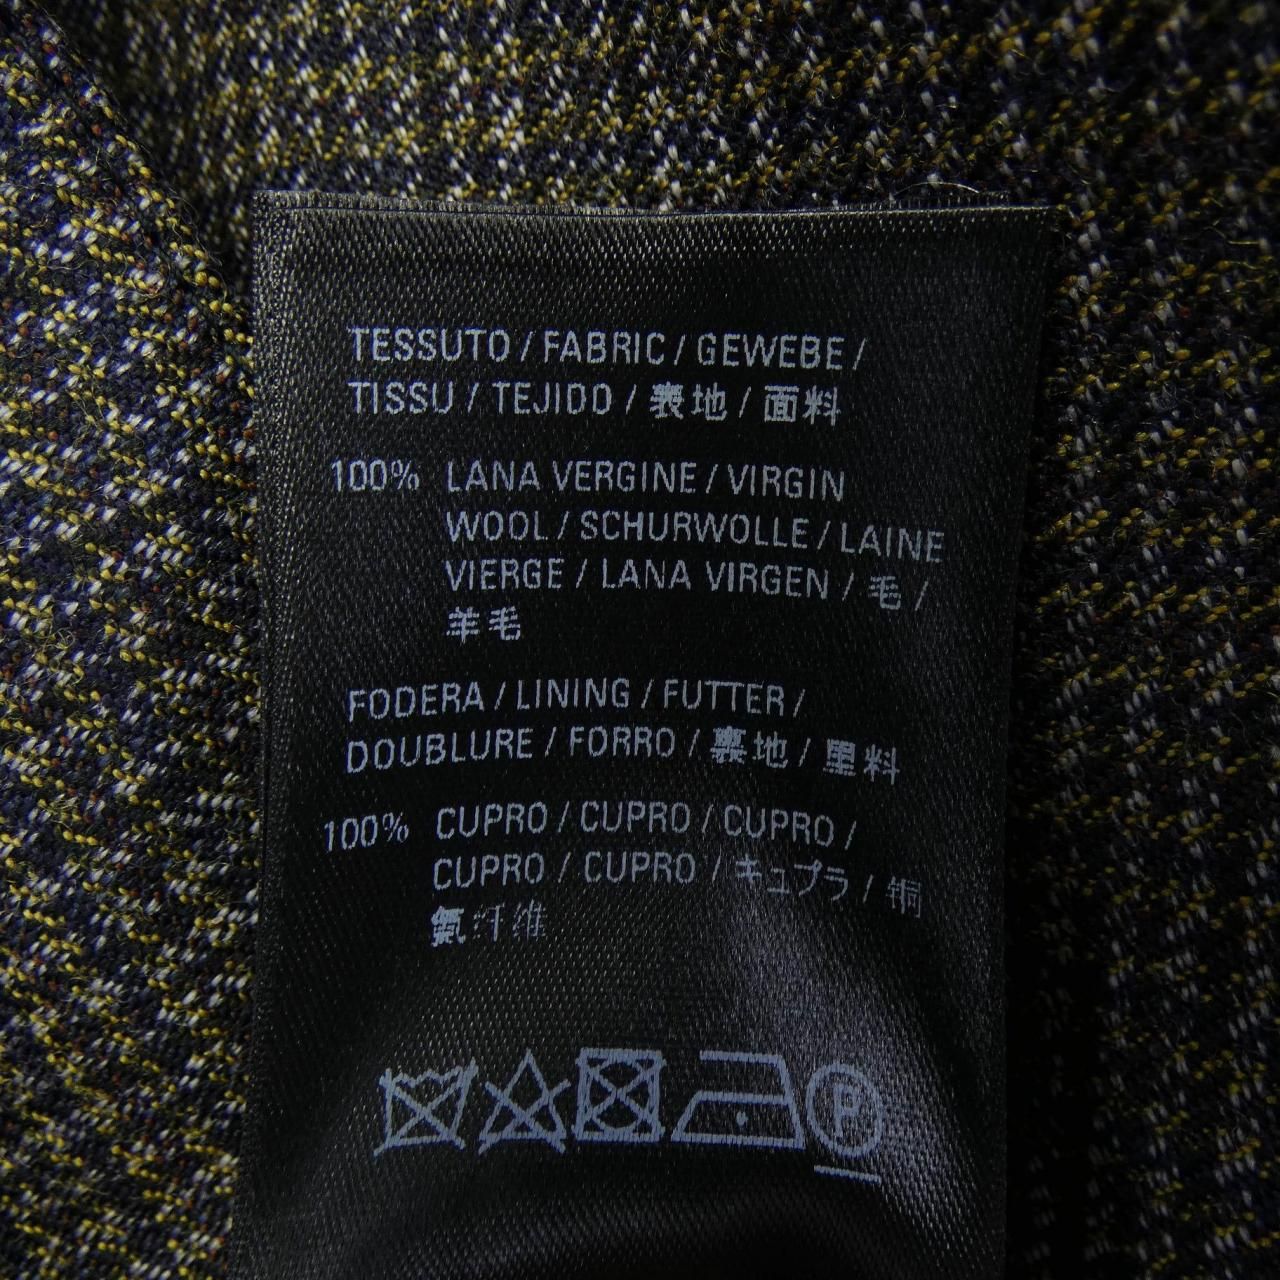 TESSUTO / FABRIC / GEWEBE /
TISSU / TEJIDO / 表地 / 面料
100% LANA VERGINE / VIRGIN
WOOL / SCHURWOLLE / LAINE
VIERGE / LANA VIRGEN / 毛 /
羊毛
FODERA / LINING / FUTTER /
DOUBLURE / FORRO / 裏地 / 里料
100% CUPRO / CUPRO / CUPRO /
CUPRO / CUPRO / キュプラ / 铜
氨纤维
P